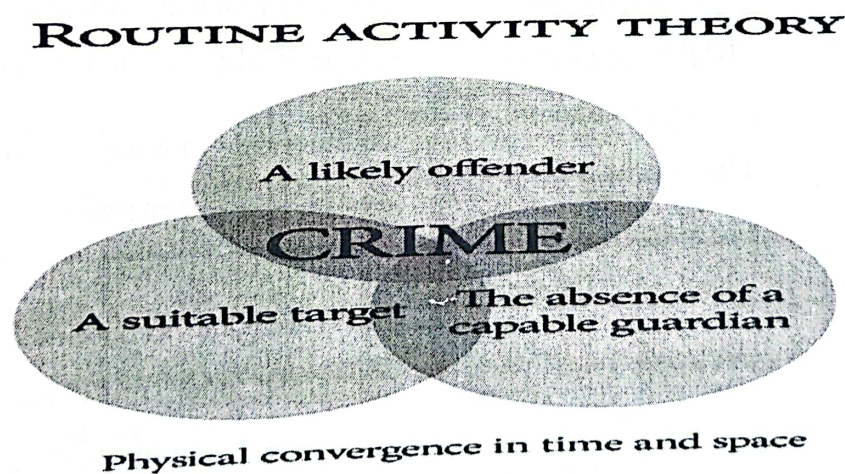 ROUTINE ACTIVITY THEORY
A likely offender
CRIME
A suitable target
The absence of a
capable guardian
Physical convergence in time and space